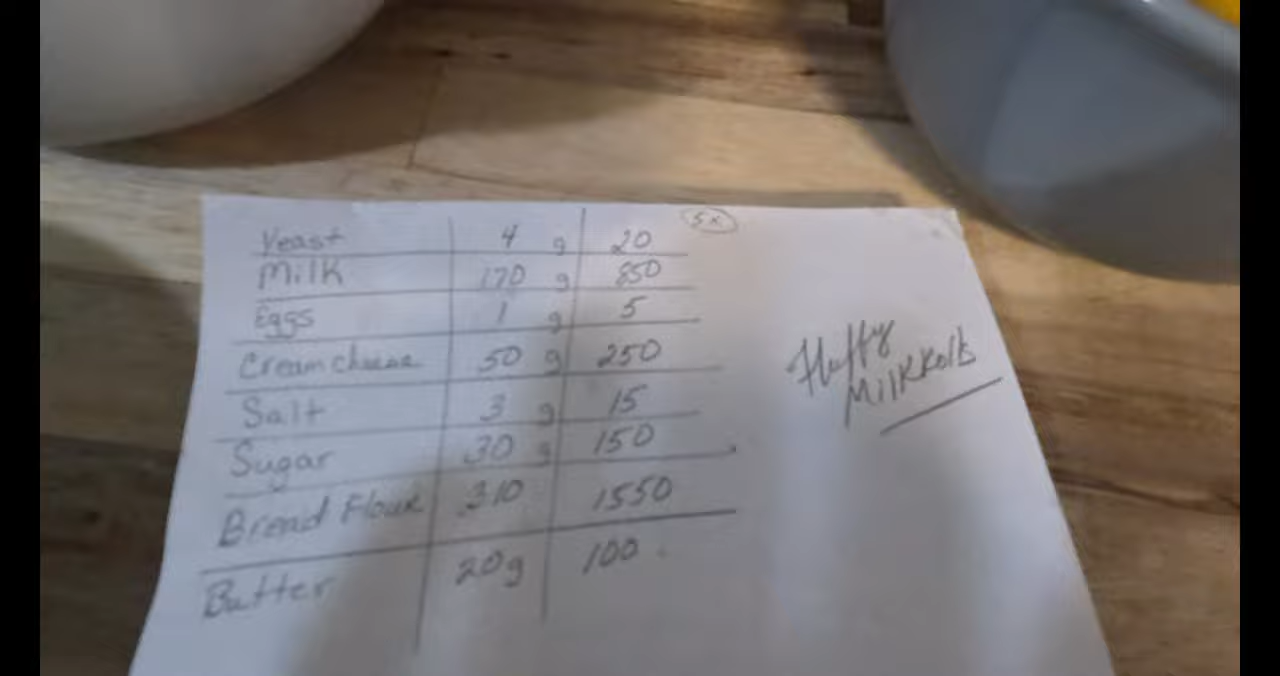 5x
Yeast 4 g 20
Milk 170 g 850
Eggs 1 g 5
Cream cheese 50 g 250
Salt 3 g 15
Sugar 30 g 150
Bread Flour 310 1550
Butter 20g 100
Fluffy
Milk